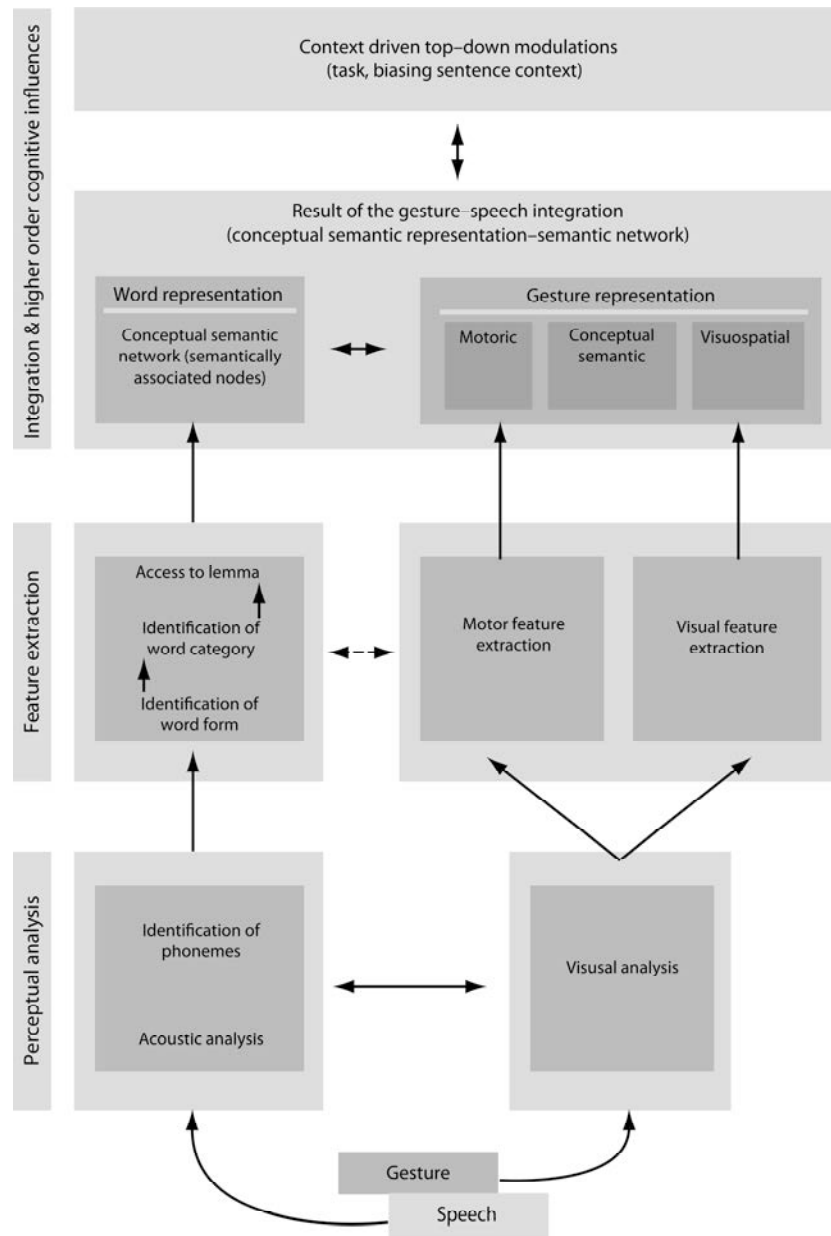 Integration & higher order cognitive influences
Context driven top–down modulations
(task, biasing sentence context)
Result of the gesture–speech integration
(conceptual semantic representation–semantic network)
Word representation
Conceptual semantic
network (semantically
associated nodes)
Gesture representation
Motoric
Conceptual
semantic
Visuospatial
Feature extraction
Access to lemma
Identification of
word category
Identification of
word form
Motor feature
extraction
Visual feature
extraction
Perceptual analysis
Identification of
phonemes
Acoustic analysis
Visusal analysis
Gesture
Speech